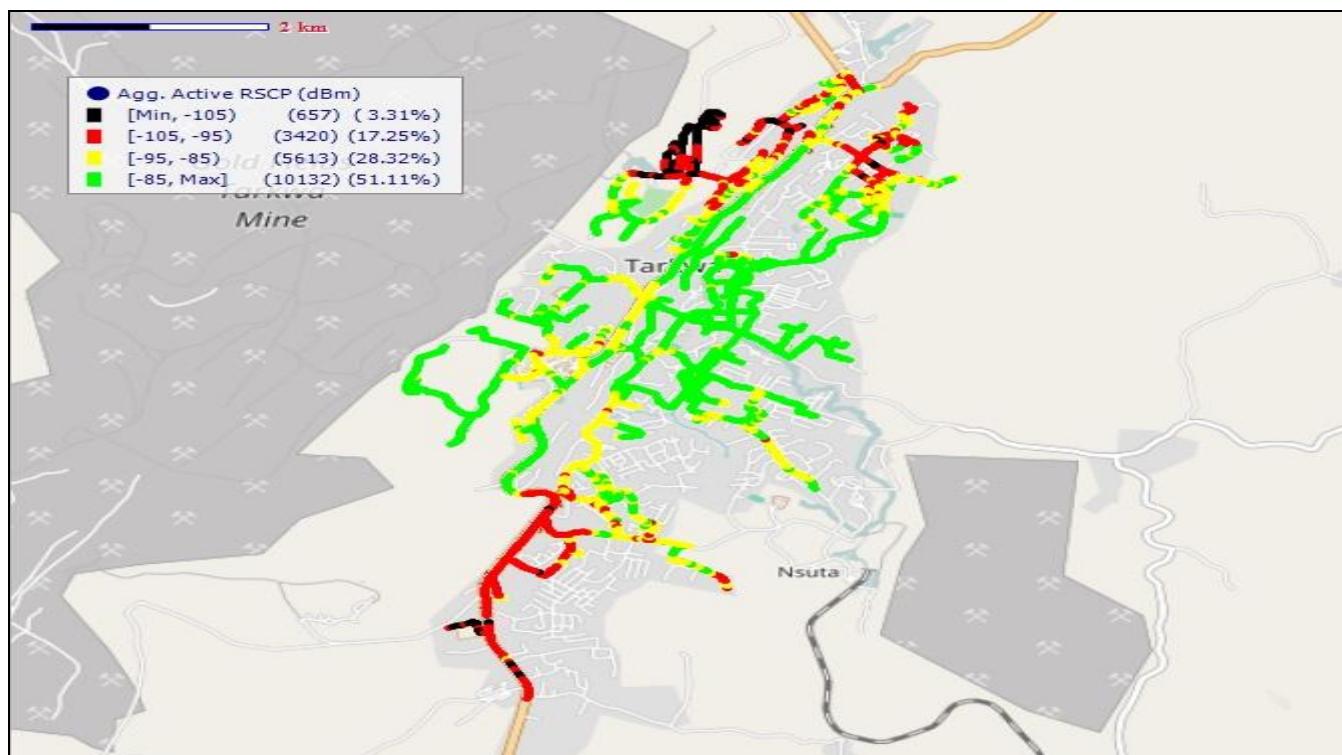 2 km
Agg. Active RSCP (dBm)
[Min, -105) (657) ( 3.31%)
[-105, -95) (3420) (17.25%)
[-95, -85) (5613) (28.32%)
[-85, Max] (10132) (51.11%)
Tarkwa
Mine
Tarkwa
Nsuta